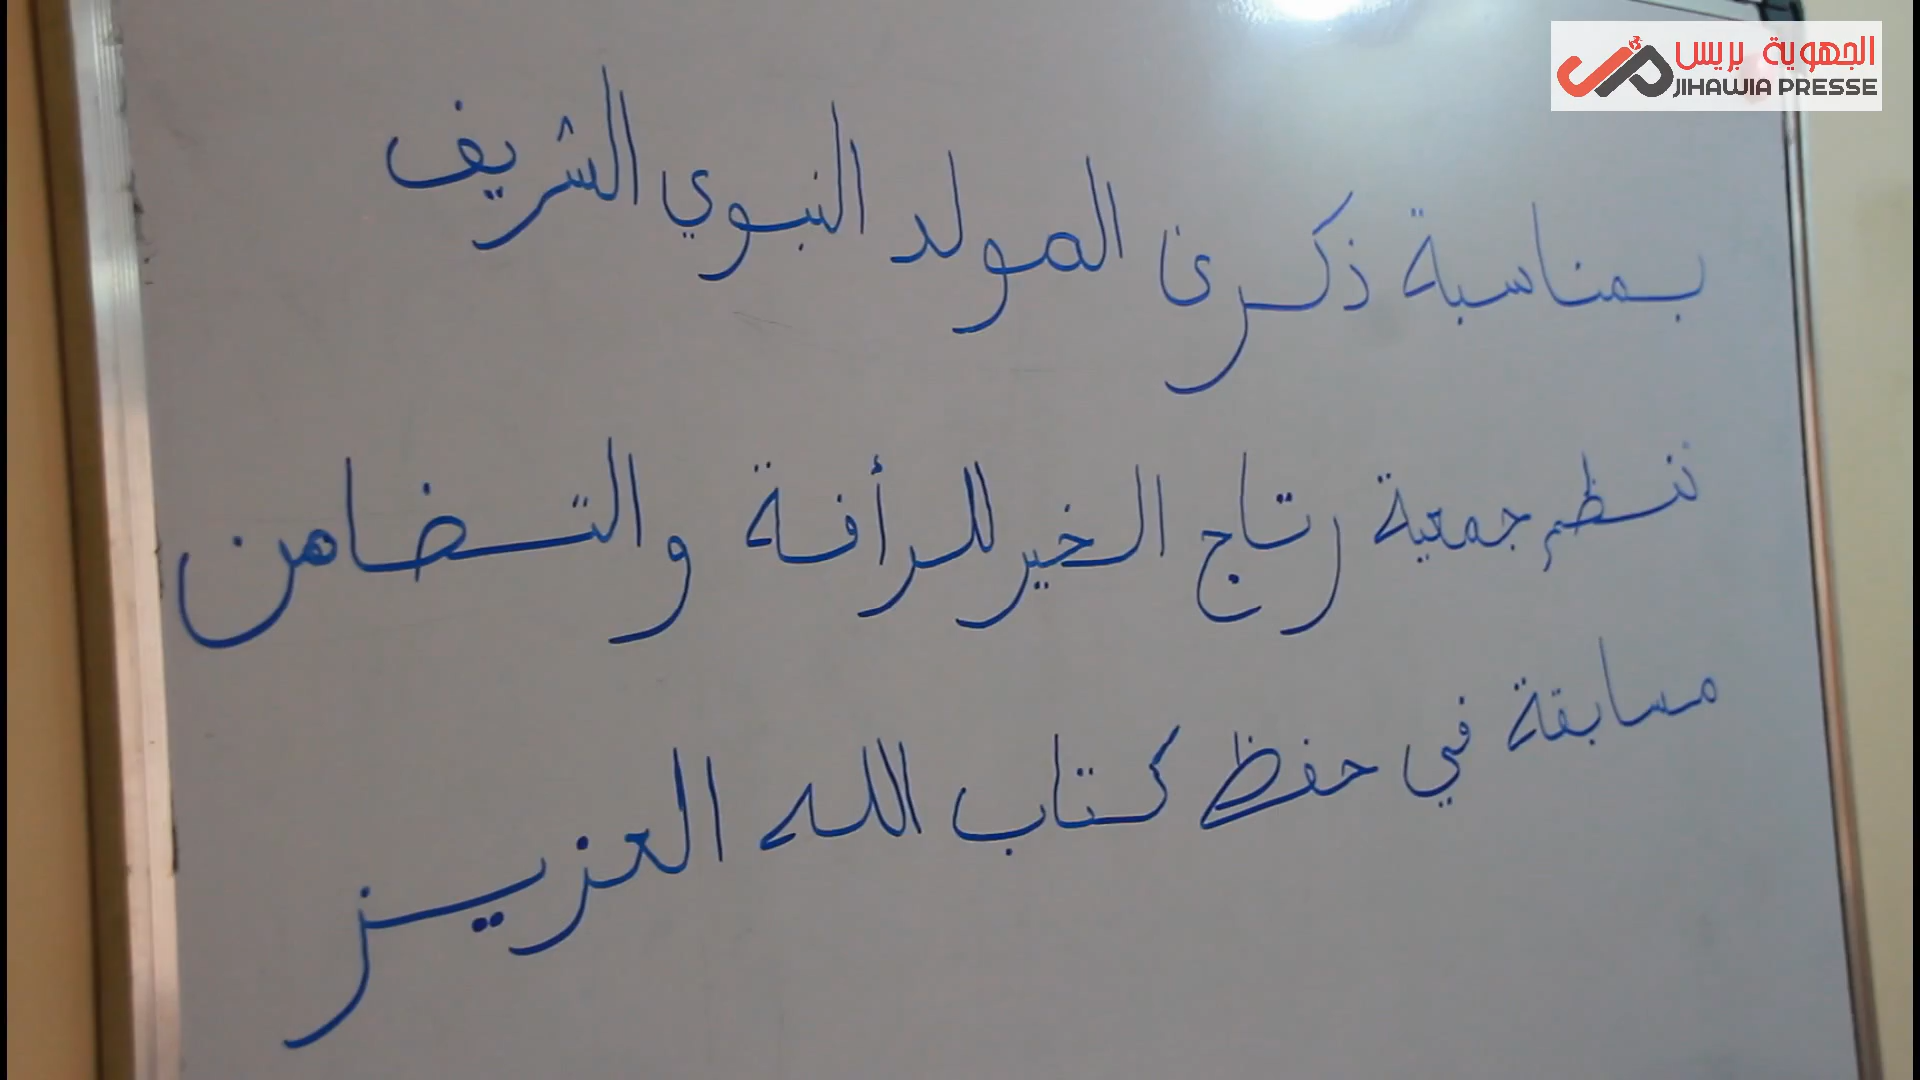 الجهوية بريس
JIHAWIA PRESSE
بمناسبة ذكرى المولد النبوي الشريف
تنظم جمعية رتاج الخير للرأفة والتضامن
مسابقة في حفظ كتاب الله العزيز